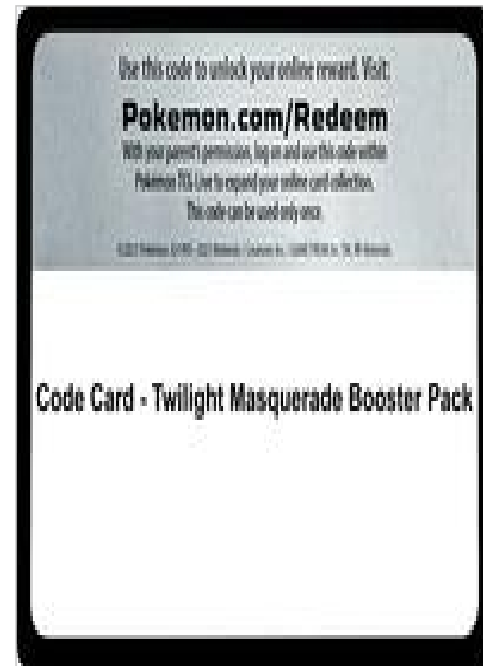 Use this code to unlock your online reward. Visit:
Pokemon.com/Redeem
With your parent's permission, log on and use this code within
Pokémon TCG Live to expand your online card collection.
This code can be used only once.
Code Card - Twilight Masquerade Booster Pack